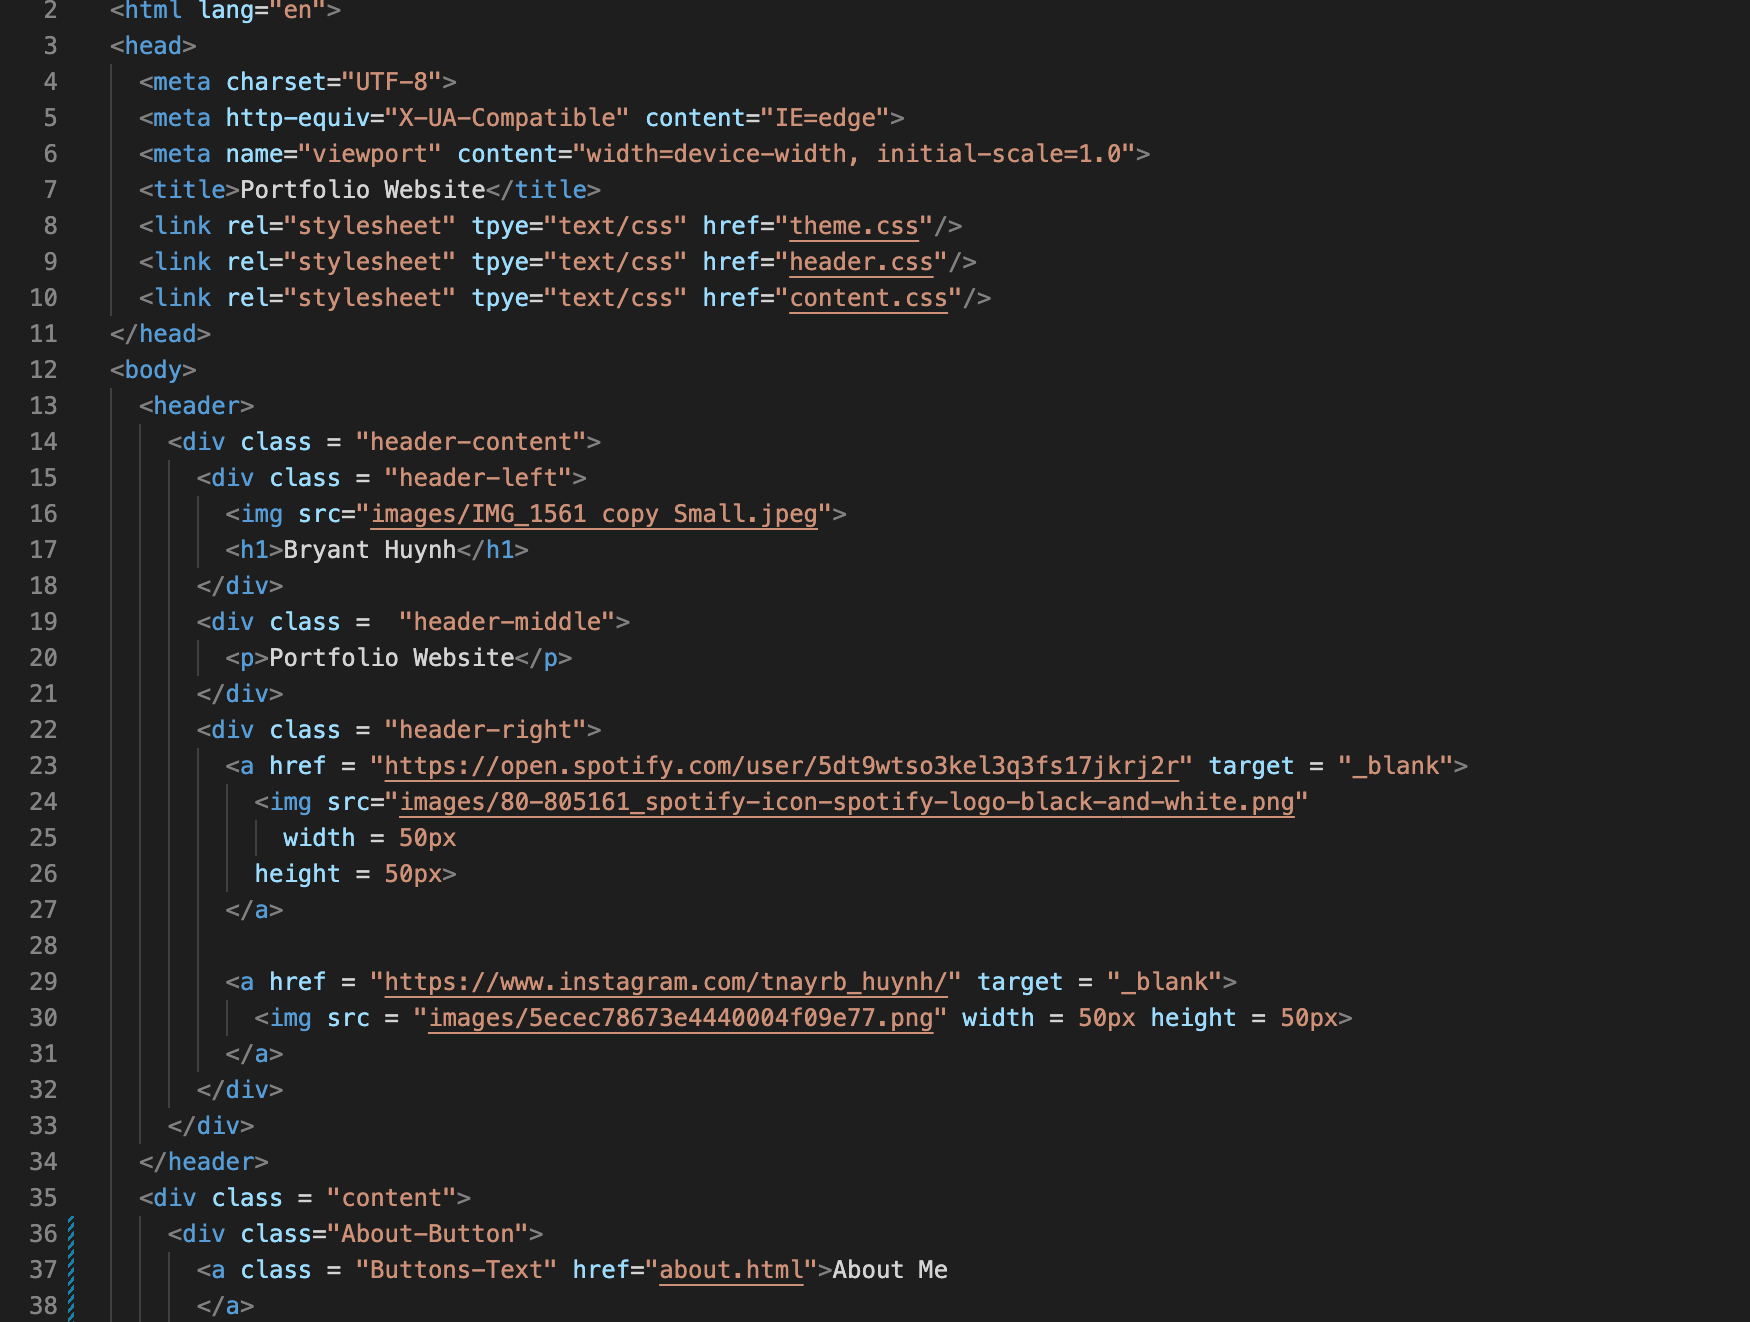 2 <html lang="en">
3 <head>
4 <meta charset="UTF-8">
5 <meta http-equiv="X-UA-Compatible" content="IE=edge">
6 <meta name="viewport" content="width=device-width, initial-scale=1.0">
7 <title>Portfolio Website</title>
8 <link rel="stylesheet" tpye="text/css" href="theme.css"/>
9 <link rel="stylesheet" tpye="text/css" href="header.css"/>
10 <link rel="stylesheet" tpye="text/css" href="content.css"/>
11 </head>
12 <body>
13 <header>
14 <div class = "header-content">
15 <div class = "header-left">
16 <img src="images/IMG_1561 copy Small.jpeg">
17 <h1>Bryant Huynh</h1>
18 </div>
19 <div class =  "header-middle">
20 <p>Portfolio Website</p>
21 </div>
22 <div class = "header-right">
23 <a href = "https://open.spotify.com/user/5dt9wtso3kel3q3fs17jkrj2r" target = "_blank">
24 <img src="images/80-805161_spotify-icon-spotify-logo-black-and-white.png"
25 width = 50px
26 height = 50px>
27 </a>
28
29 <a href = "https://www.instagram.com/tnayrb_huynh/" target = "_blank">
30 <img src = "images/5ecec78673e4440004f09e77.png" width = 50px height = 50px>
31 </a>
32 </div>
33 </div>
34 </header>
35 <div class = "content">
36 <div class="About-Button">
37 <a class = "Buttons-Text" href="about.html">About Me
38 </a>